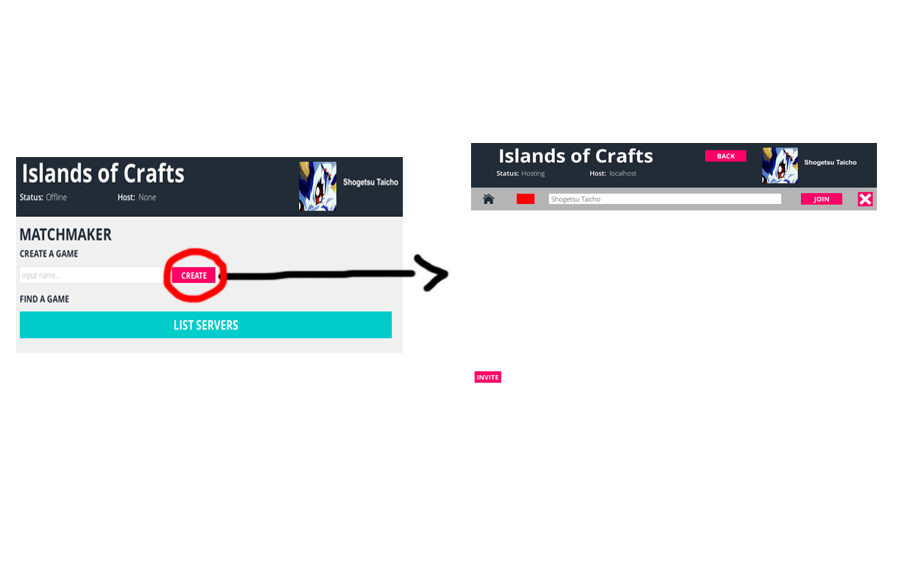 Islands of Crafts
Status: Offline
Host: None
Shogetsu Taicho
MATCHMAKER
CREATE A GAME
Input name...
CREATE
FIND A GAME
LIST SERVERS
Islands of Crafts
BACK
Status: Hosting
Host: localhost
Shogetsu Taicho
Shogetsu Taicho
JOIN
INVITE